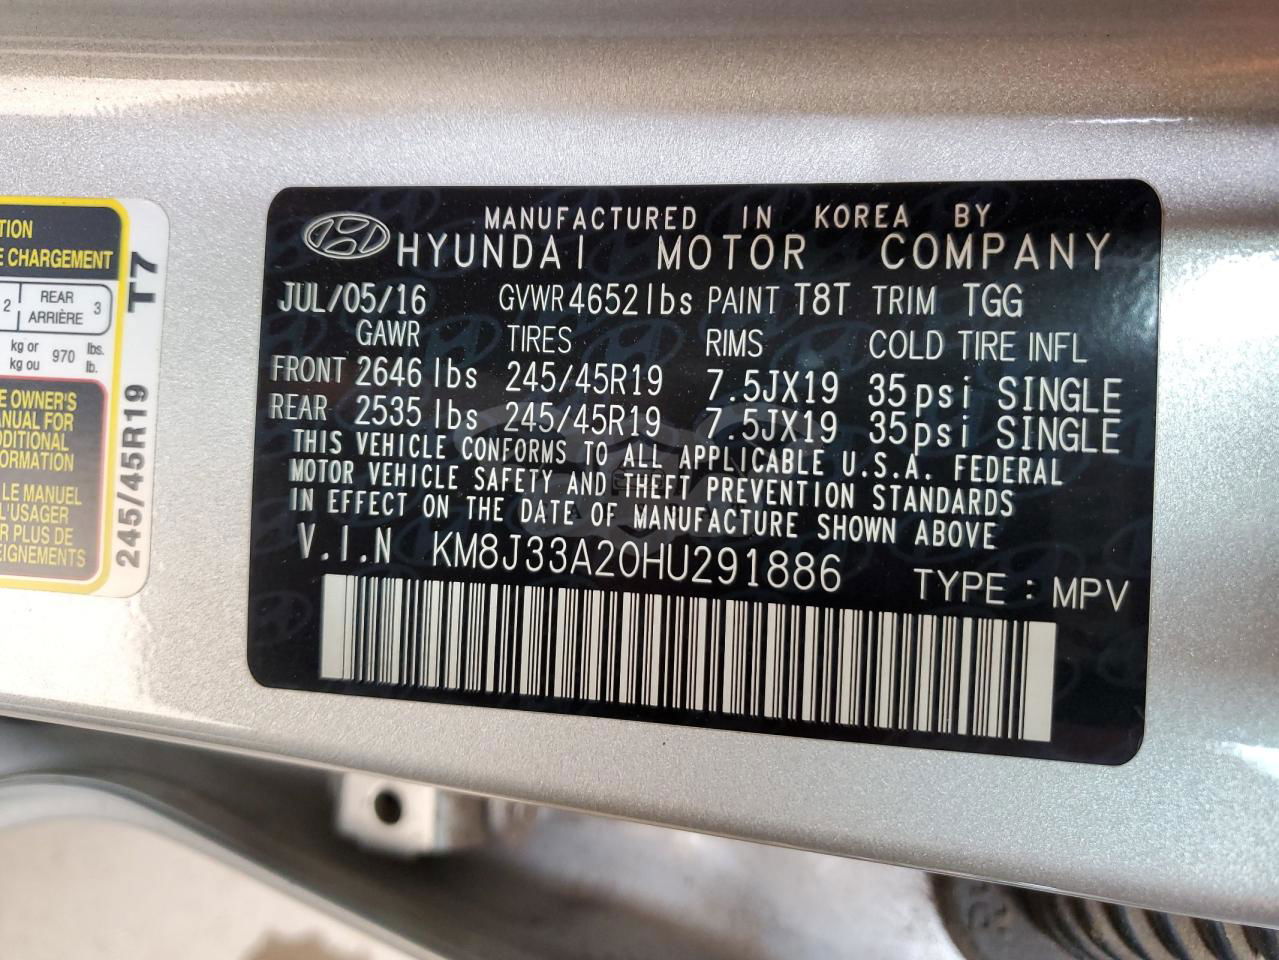 TION
E CHARGEMENT
2 REAR 3
ARRIÈRE
kg or 970 lbs.
kg ou lb.
E OWNER'S
ANUAL FOR
DDITIONAL
ORMATION
LE MANUEL
L'USAGER
R PLUS DE
EIGNEMENTS
245/45R19 T7
MANUFACTURED IN KOREA BY
HYUNDAI MOTOR COMPANY
JUL/05/16 GVWR 4652lbs PAINT T8T TRIM TGG
GAWR TIRES RIMS COLD TIRE INFL
FRONT 2646 lbs 245/45R19 7.5JX19 35psi SINGLE
REAR 2535 lbs 245/45R19 7.5JX19 35psi SINGLE
THIS VEHICLE CONFORMS TO ALL APPLICABLE U.S.A. FEDERAL
MOTOR VEHICLE SAFETY AND THEFT PREVENTION STANDARDS
IN EFFECT ON THE DATE OF MANUFACTURE SHOWN ABOVE
V.I.N KM8J33A20HU291886
TYPE : MPV